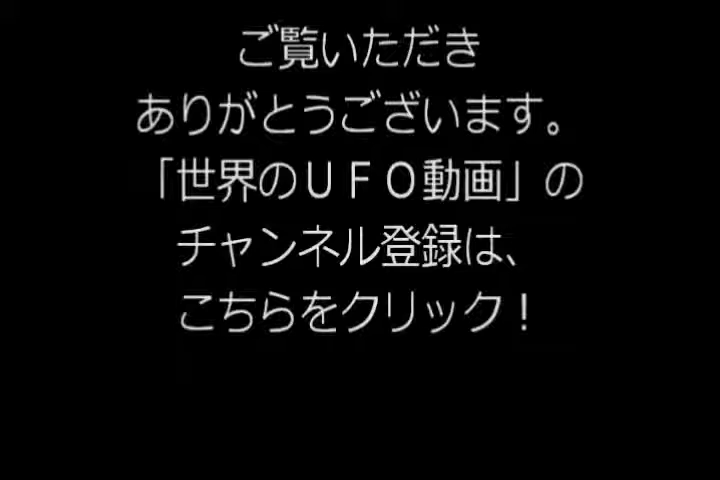 ご覧いただき
ありがとうございます。
「世界のＵＦＯ動画」の
チャンネル登録は、
こちらをクリック！